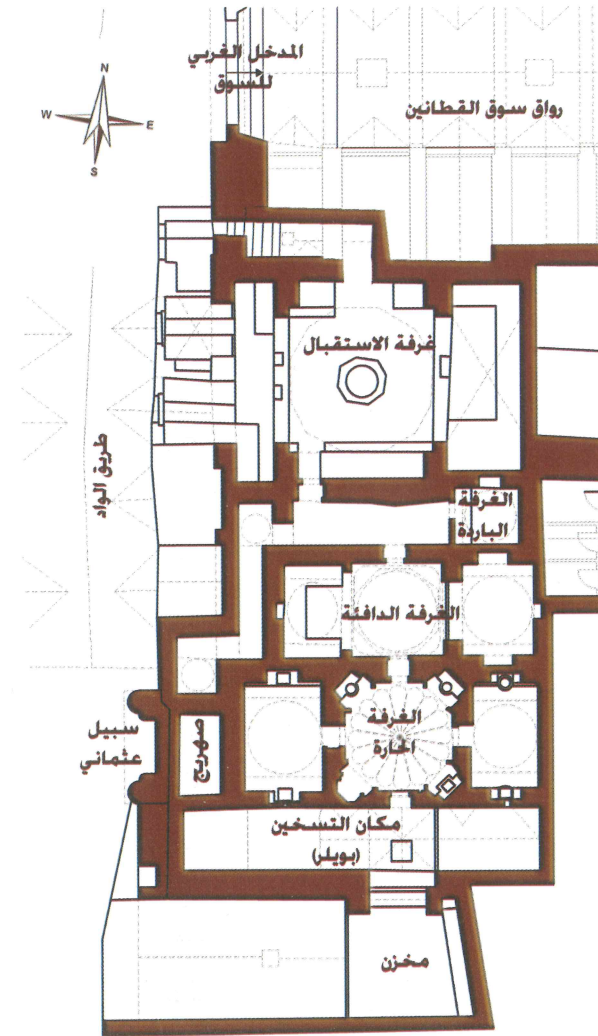 المدخل الغربي
للسوق
رواق سوق القطانين
N
W
E
S
غرفة الاستقبال
طريق الواد
الغرفة
الباردة
الغرفة الدافئة
الغرفة
الحارة
سبيل
عثماني
صهريج
مكان التسخين
(بويلر)
مخزن